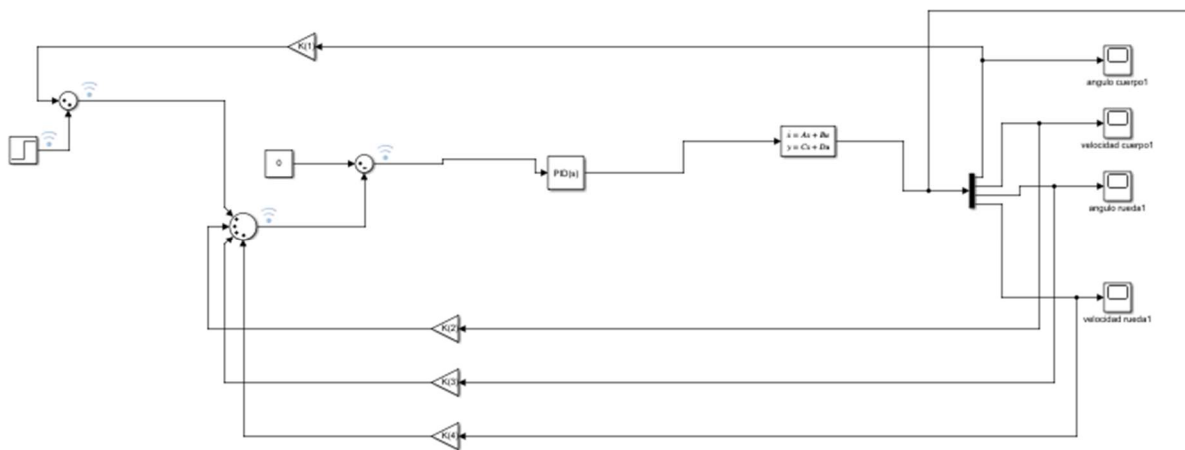 K(1)
angulo cuerpo1
ẋ = Ax + Bu
y = Cx + Du
velocidad cuerpo1
0
PID(s)
angulo rueda1
velocidad rueda1
K(2)
K(3)
K(4)